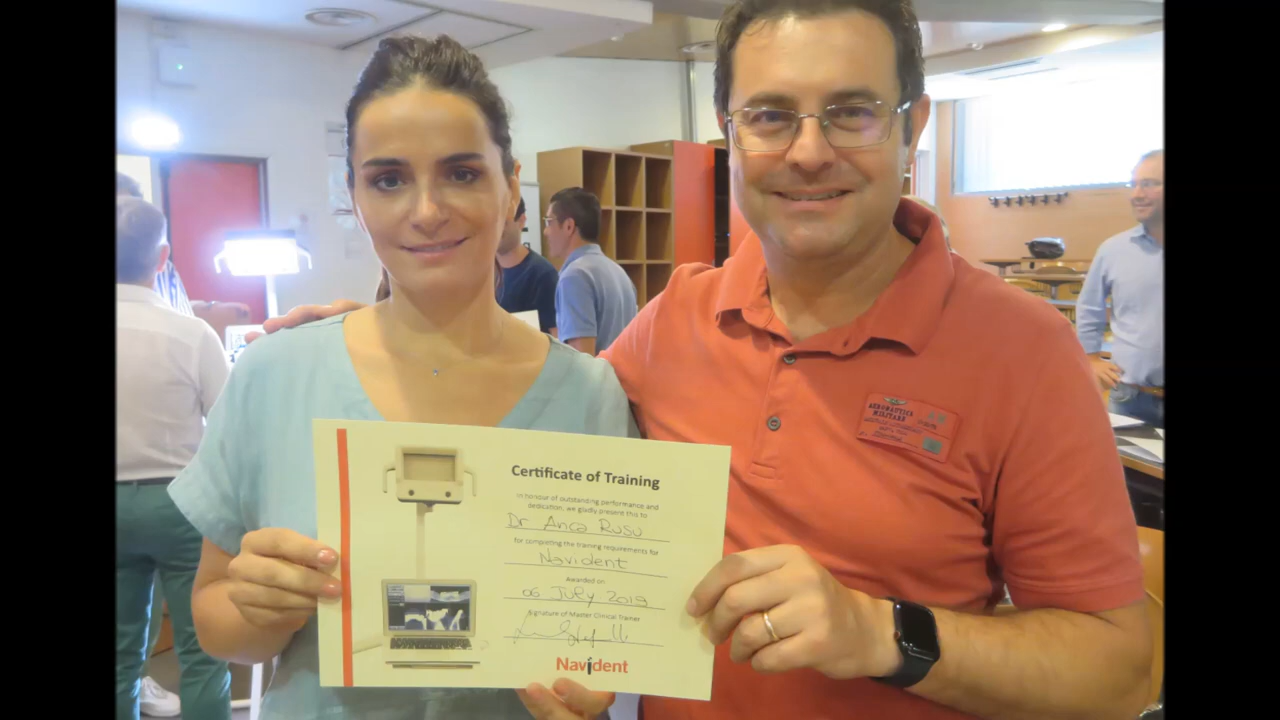 Certificate of Training
In honour of outstanding performance and
dedication, we gladly present this to
Dr Anca Rusu
for completing the training requirements for
Navident
Awarded on
06 JULY 2019
Signature of Master Clinical Trainer
Navident
AERONAUTICA
MILITARE